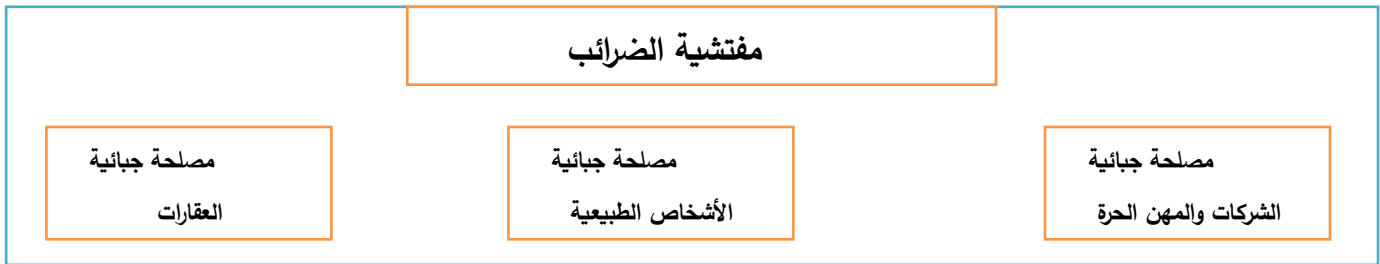 مفتشية الضرائب
مصلحة جبائية
الشركات والمهن الحرة
مصلحة جبائية
الأشخاص الطبيعية
مصلحة جبائية
العقارات